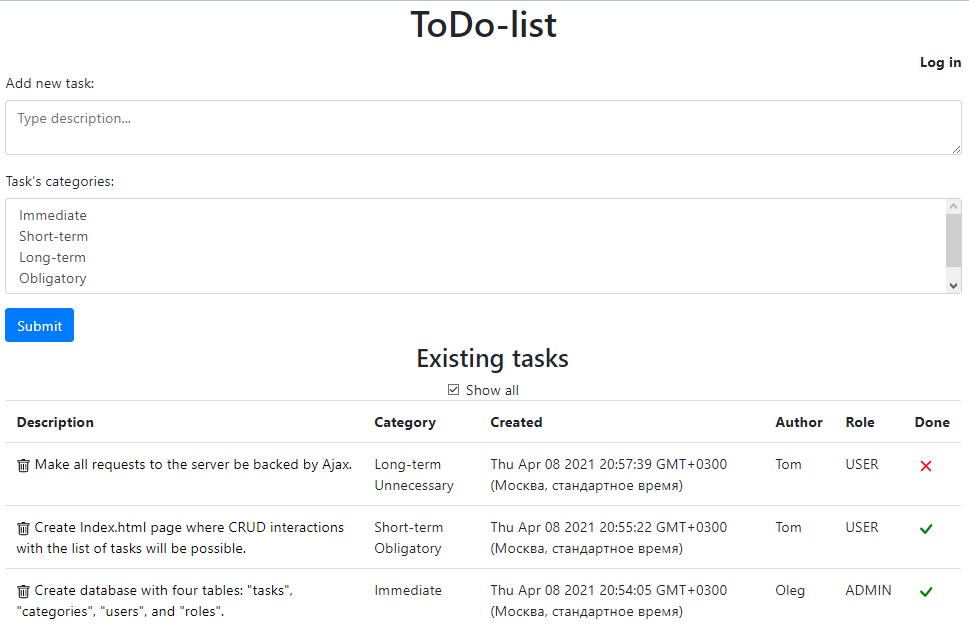 ToDo-list
Log in
Add new task:
Type description...
Task's categories:
Immediate
Short-term
Long-term
Obligatory
Submit
Existing tasks
Show all
Description Category Created Author Role Done
Make all requests to the server be backed by Ajax. Long-term Thu Apr 08 2021 20:57:39 GMT+0300 Tom USER
Unnecessary (Москва, стандартное время)
Create Index.html page where CRUD interactions Short-term Thu Apr 08 2021 20:55:22 GMT+0300 Tom USER
with the list of tasks will be possible. Obligatory (Москва, стандартное время)
Create database with four tables: "tasks", Immediate Thu Apr 08 2021 20:54:05 GMT+0300 Oleg ADMIN
"categories", "users", and "roles". (Москва, стандартное время)